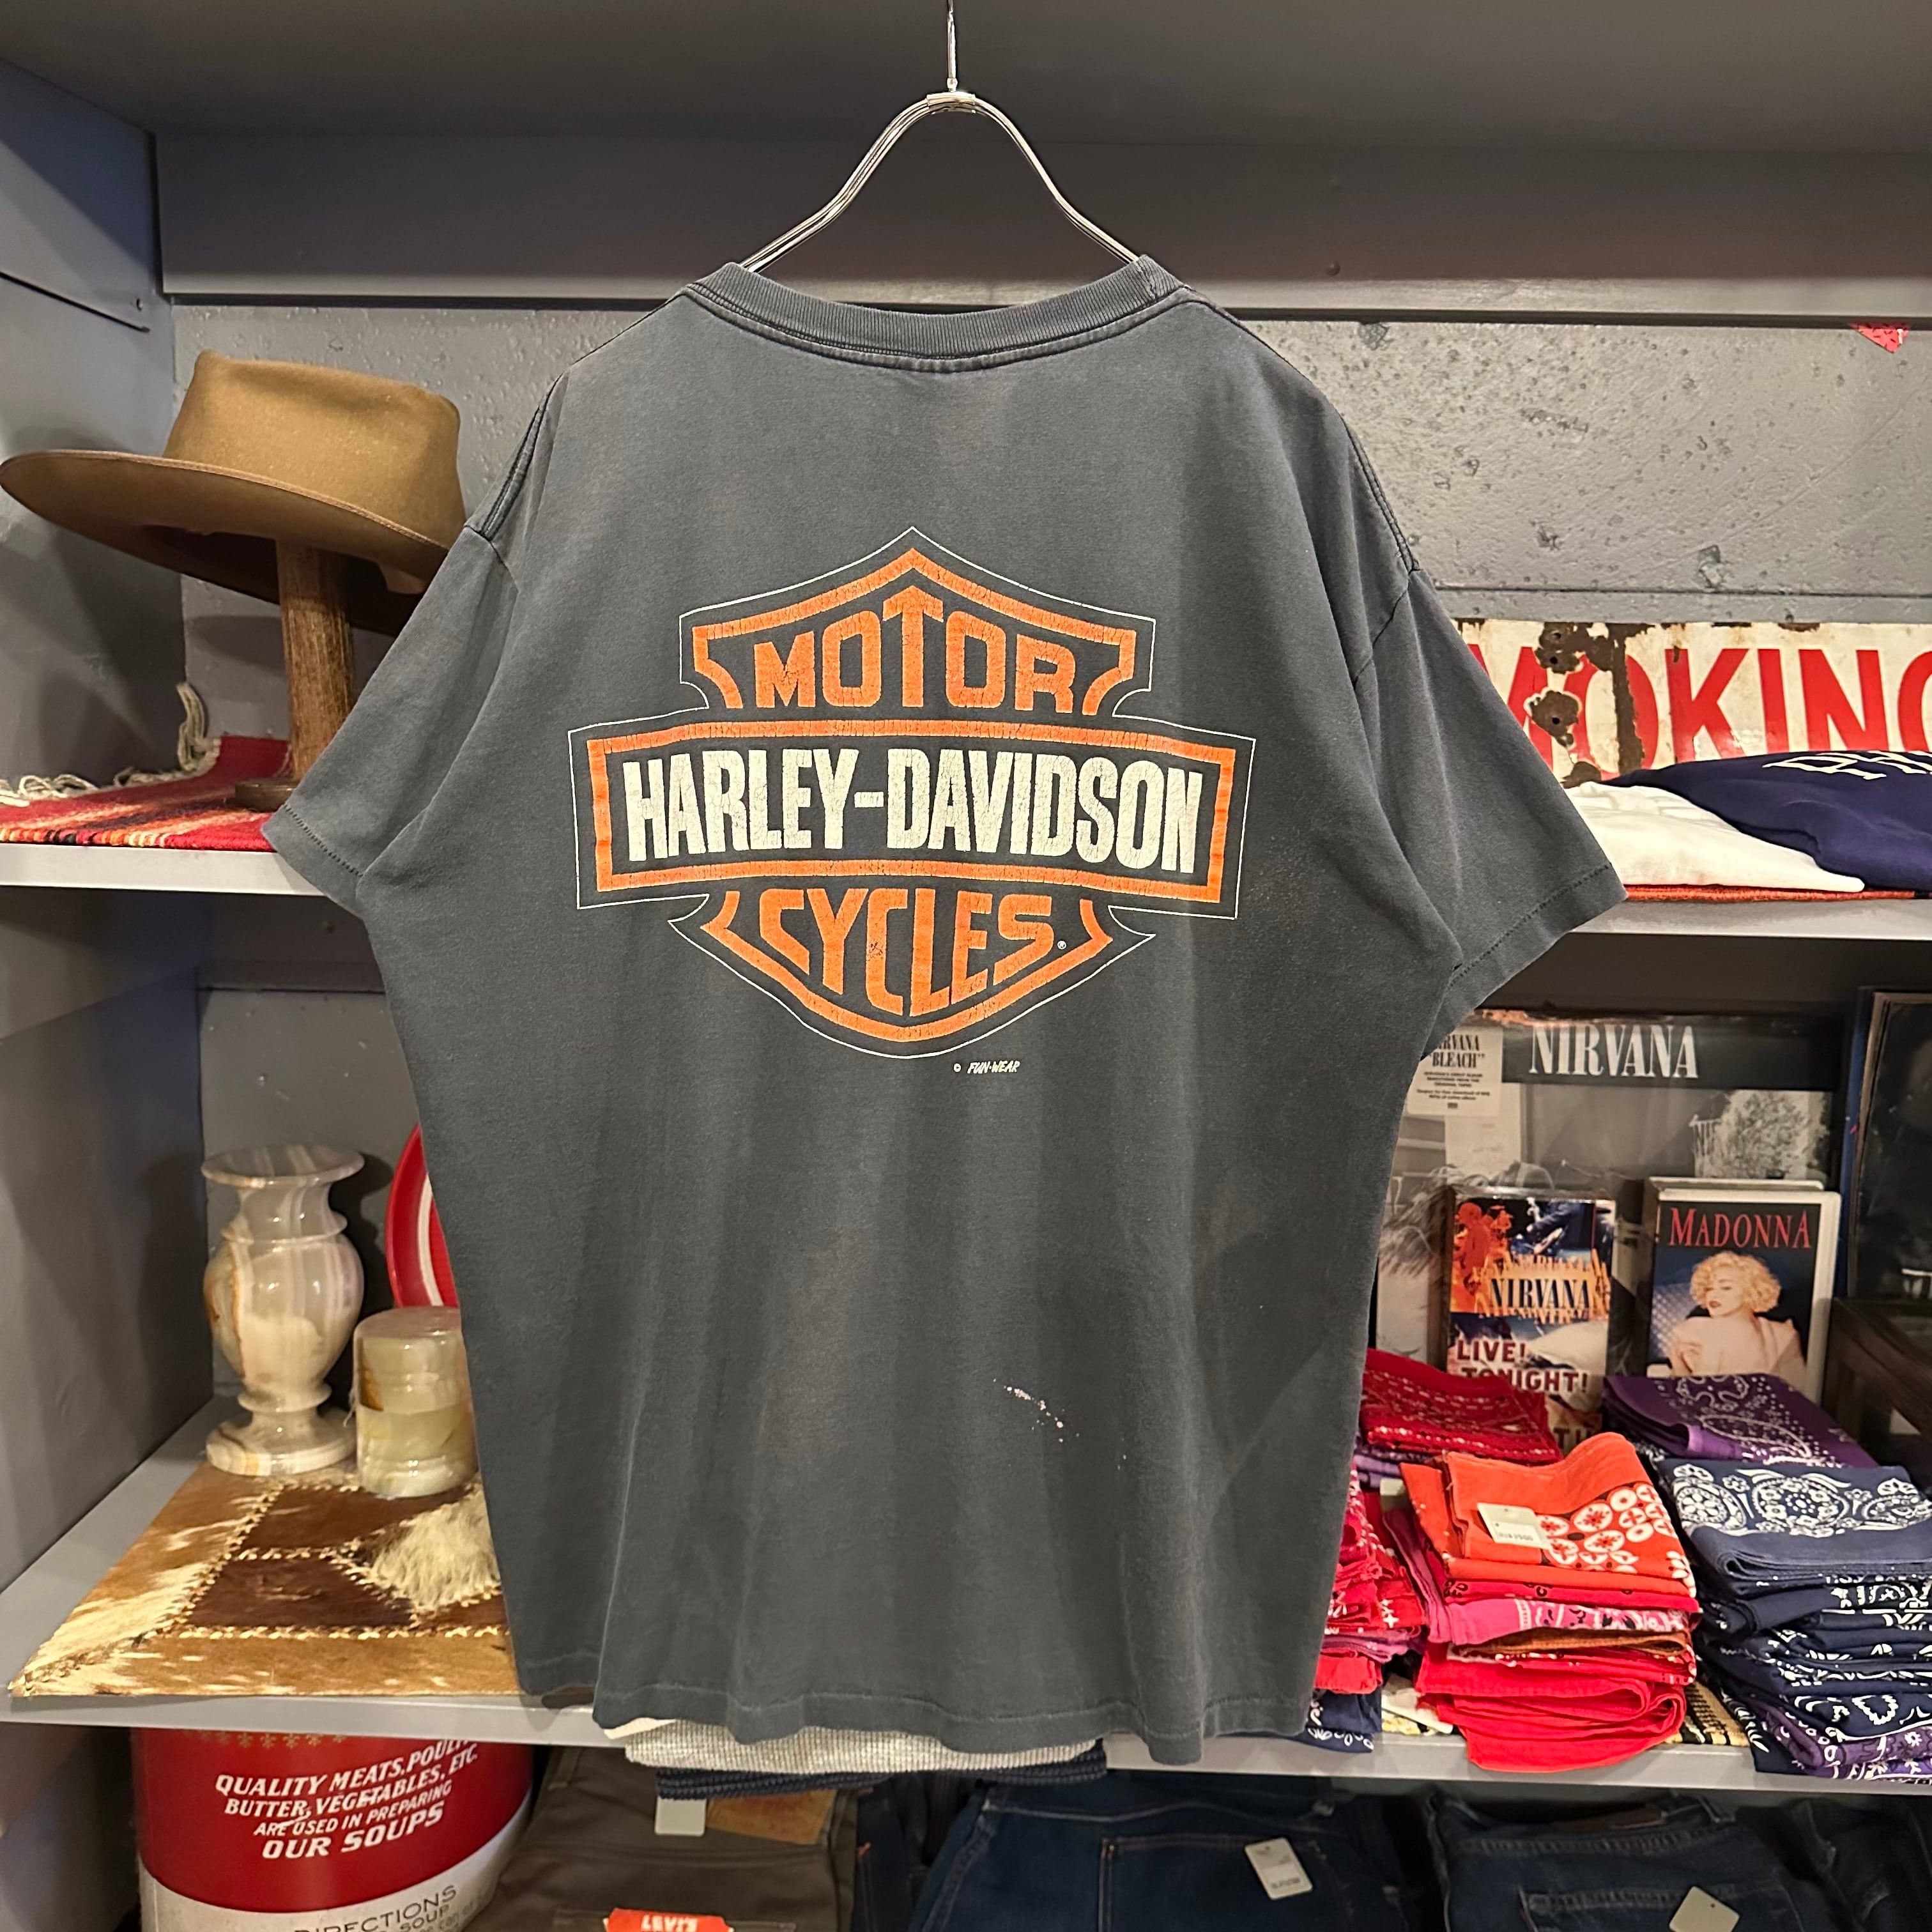 MOTOR
HARLEY-DAVIDSON
CYCLES®
© FUN-WEAR
MOKING
NIRVANA
"BLEACH"
NIRVANA
NIRVANA
LIVE!
TONIGHT!
MADONNA
QUALITY MEATS, POULTRY
BUTTER, VEGETABLES, ETC.
ARE USED IN PREPARING
OUR SOUPS
DIRECTIONS
SOUP
LEVI'S